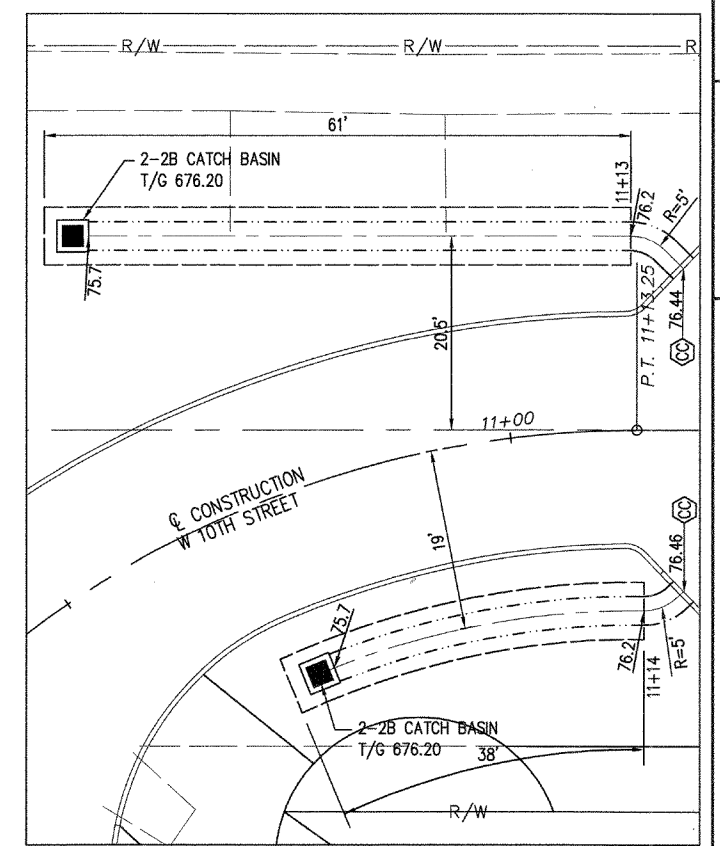 R/W R/W R
61'
2-2B CATCH BASIN
T/G 676.20
11+13
76.2
R=5'
75.7
20.5'
P.T. 11+13.25
76.44
CC
11+00
℄ CONSTRUCTION
W 10TH STREET
19'
CC
76.46
75.7
76.2
11+14
R=5'
2-2B CATCH BASIN
T/G 676.20
38'
R/W